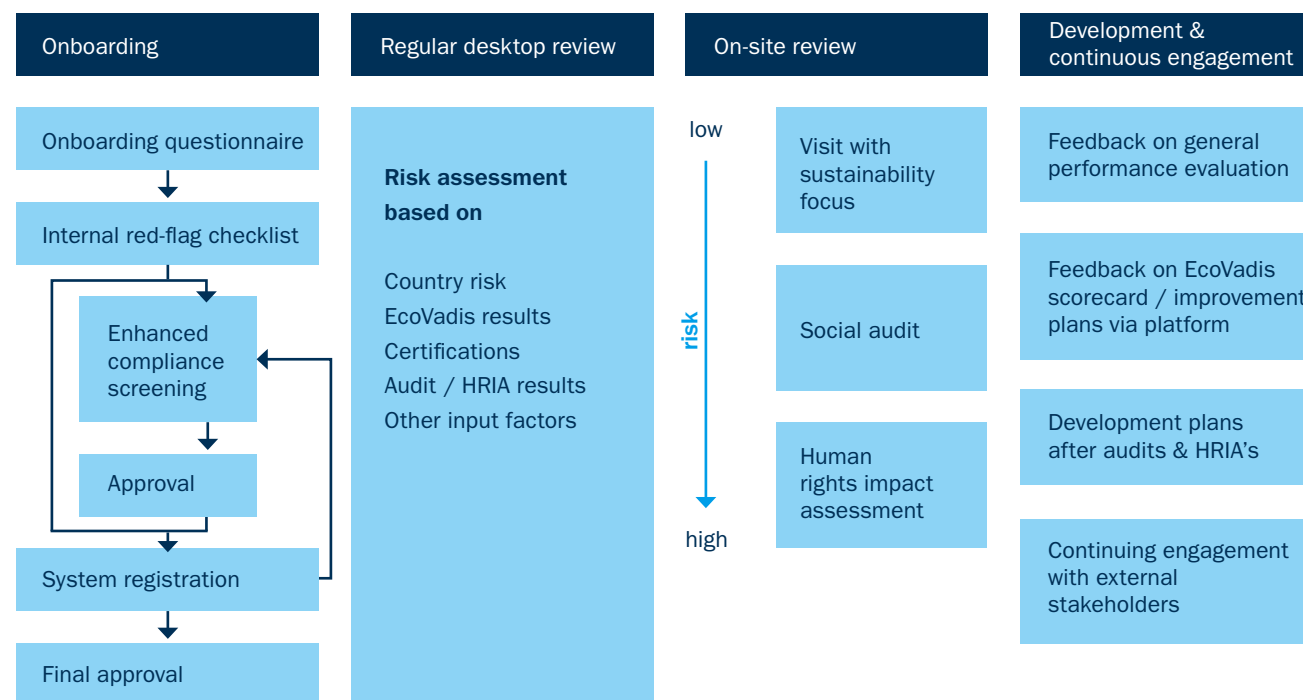 Onboarding
Onboarding questionnaire
Internal red-flag checklist
Enhanced
compliance
screening
Approval
System registration
Final approval
Regular desktop review
Risk assessment
based on
Country risk
EcoVadis results
Certifications
Audit / HRIA results
Other input factors
On-site review
low
risk
high
Visit with
sustainability
focus
Social audit
Human
rights impact
assessment
Development &
continuous engagement
Feedback on general
performance evaluation
Feedback on EcoVadis
scorecard / improvement
plans via platform
Development plans
after audits & HRIA's
Continuing engagement
with external
stakeholders